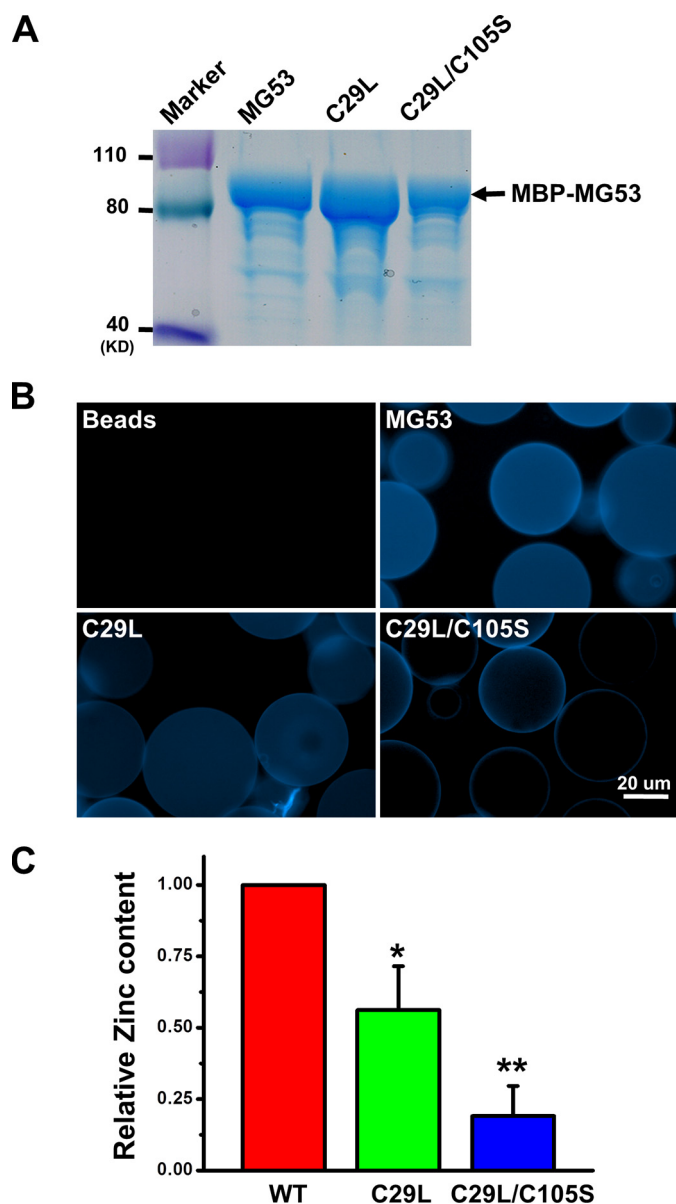 A
Marker
MG53
C29L
C29L/C105S
110
80
40
(KD)
MBP-MG53
B
Beads
MG53
C29L
C29L/C105S
20 um
C
Relative Zinc content
1.00
0.75
0.50
0.25
0.00
*
**
WT
C29L
C29L/C105S